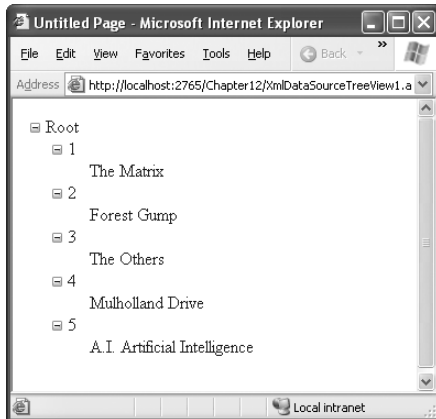 Untitled Page - Microsoft Internet Explorer
File Edit View Favorites Tools Help Back »
Address http://localhost:2765/Chapter12/XmlDataSourceTreeView1.a
Root
1
The Matrix
2
Forest Gump
3
The Others
4
Mulholland Drive
5
A.I. Artificial Intelligence
Local intranet